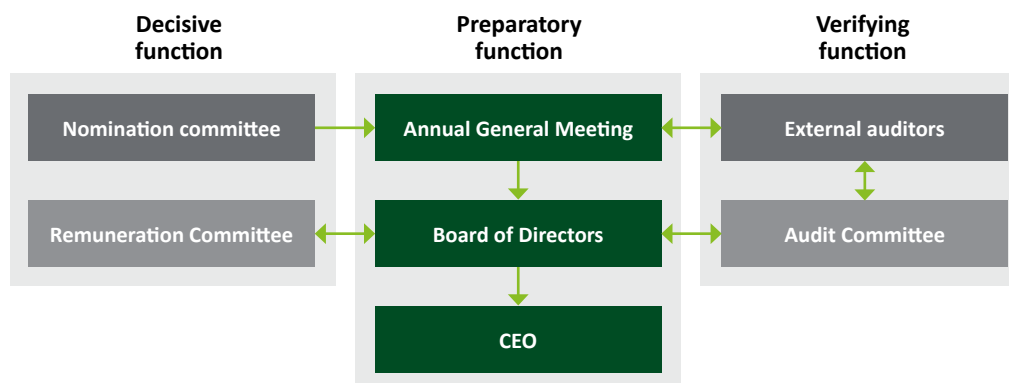 Decisive
function
Preparatory
function
Verifying
function
Nomination committee
Annual General Meeting
External auditors
Remuneration Committee
Board of Directors
Audit Committee
CEO